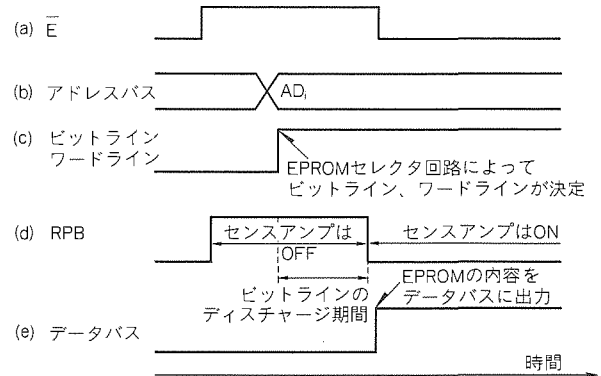 (a) E̅
(b) アドレスバス
ADᵢ
(c) ビットライン
ワードライン
EPROMセレクタ回路によって
ビットライン、ワードラインが決定
(d) RPB
センスアンプは
OFF
センスアンプはON
ビットラインの
ディスチャージ期間
EPROMの内容を
データバスに出力
(e) データバス
時間